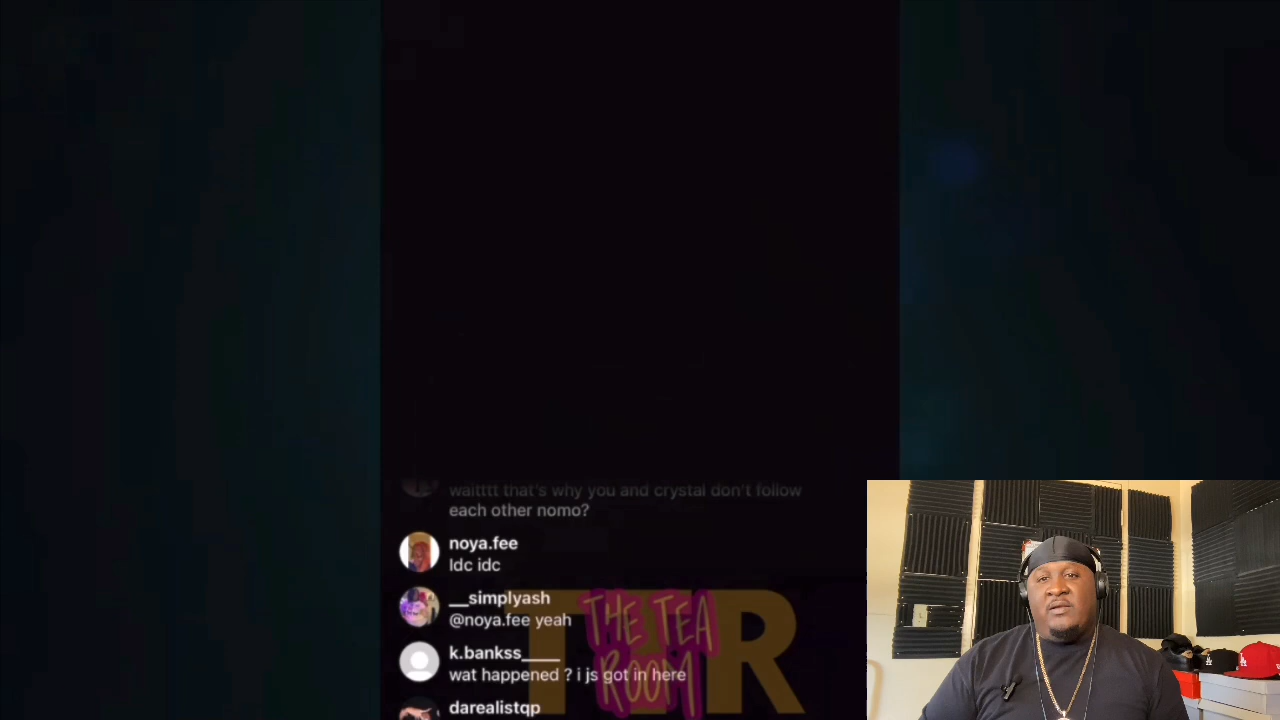 waitttt that's why you and crystal don't follow
each other nomo?
noya.fee
Idc idc
__simplyash
@noya.fee yeah
k.bankss____
wat happened ? i js got in here
darealistqp
THE TEA
ROOM
T R